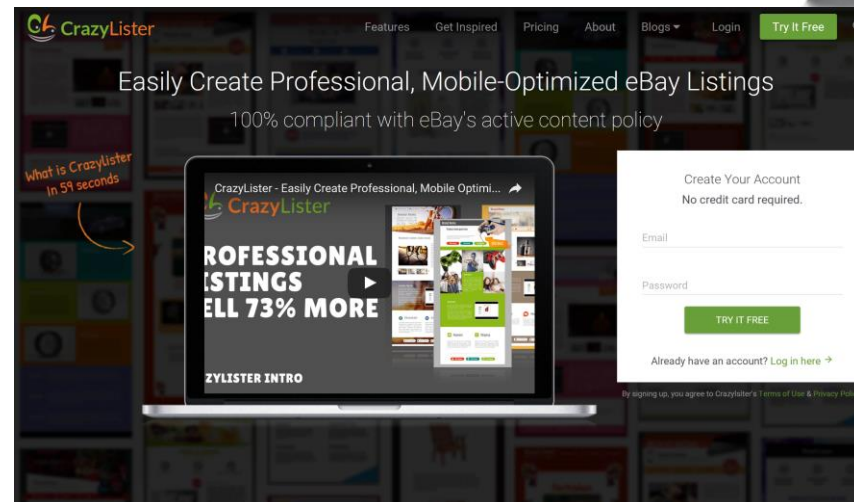 CrazyLister
Features Get Inspired Pricing About Blogs Login Try It Free
Easily Create Professional, Mobile-Optimized eBay Listings
100% compliant with eBay's active content policy
What is CrazyLister
In 59 seconds
CrazyLister - Easily Create Professional, Mobile Optimi...
CrazyLister
ROFESSIONAL
ISTINGS
ELL 73% MORE
ZYLISTER INTRO
Create Your Account
No credit card required.
Email
Password
TRY IT FREE
Already have an account? Log in here →
By signing up, you agree to Crazylsiter's Terms of Use & Privacy Polic